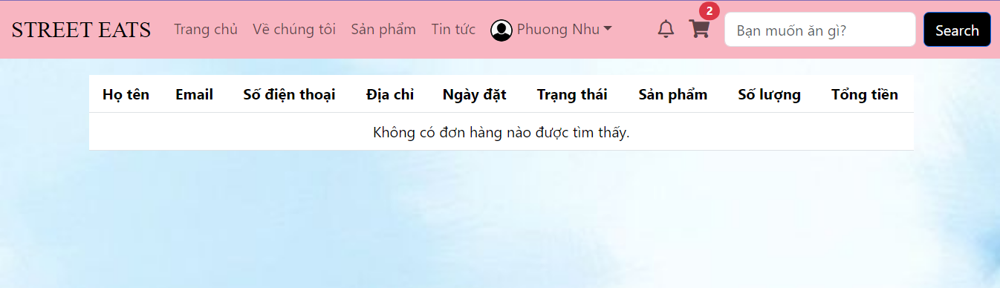 STREET EATS Trang chủ Về chúng tôi Sản phẩm Tin tức Phuong Nhu 2 Bạn muốn ăn gì? Search
Họ tên Email Số điện thoại Địa chỉ Ngày đặt Trạng thái Sản phẩm Số lượng Tổng tiền
Không có đơn hàng nào được tìm thấy.